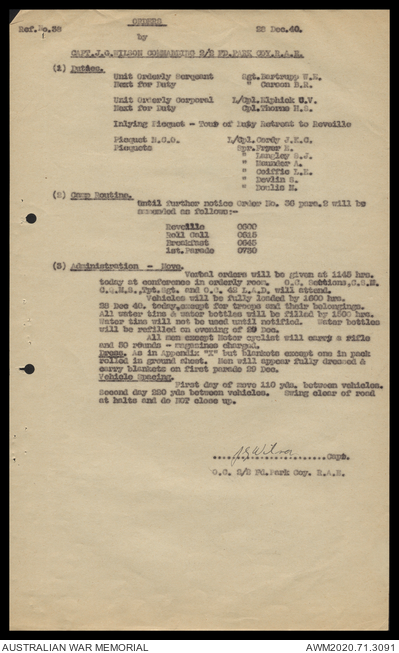 ORDERS
Ref.No.38 28 Dec.40.
by
CAPT.J.G.WILSON COMMANDING 2/2 FD.PARK COY.R.A.E.
(1) Duties.
Unit Orderly Sergeant Sgt.Bartrupp W.H.
Next for Duty " Carson B.H.
Unit Orderly Corporal L/Cpl.Elphick U.V.
Next for Duty Cpl.Thorne H.S.
Inlying Picquet - Tour of Duty Retreat to Reveille
Picquet N.C.O. L/Cpl.Cordy J.E.C.
Picquets Spr.Fryer E.
" Langley S.J.
" Maunder A.
" Coiffic L.H.
" Devlin S.
" Doulis M.
(2) Camp Routine.
Until further notice Order No. 36 para.2 will be
amended as follows:-
Reveille 0600
Roll Call 0615
Breakfast 0645
1st.Parade 0730
(3) Administration - Move.
orders will be given at 1145 hrs.
today at conference in orderly room. O.C. Sections,C.S.M.
C.Q.M.S.,Tpt.Sgt. and O.C. 42 L.A.D. will attend.
Vehicles will be fully loaded by 1600 hrs.
28 Dec 40. today,except for troops and their belongings.
All water tins & water bottles will be filled by 1500 hrs.
Water tins will not be used until notified. Water bottles
will be refilled on evening of 29 Dec.
All men except Motor cyclist will carry a rifle
and 50 rounds - magazines charged.
Dress. As in Appendix "X" but blankets except one in pack
rolled in ground sheet. Men will appear fully dressed &
carry blankets on first parade 29 Dec.
Vehicle Spacing.
First day of move 110 yds. between vehicles.
Second day 220 yds between vehicles. Swing clear of road
at halts and do NOT close up.
JGWilson Capt.
O.C. 2/2 Fd.Park Coy. R.A.E.
AUSTRALIAN WAR MEMORIAL AWM2020.71.3091